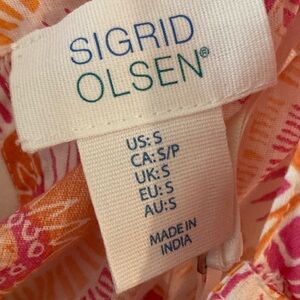 SIGRID
OLSEN®
US: S
CA: S/P
UK: S
EU: S
AU: S
MADE IN
INDIA